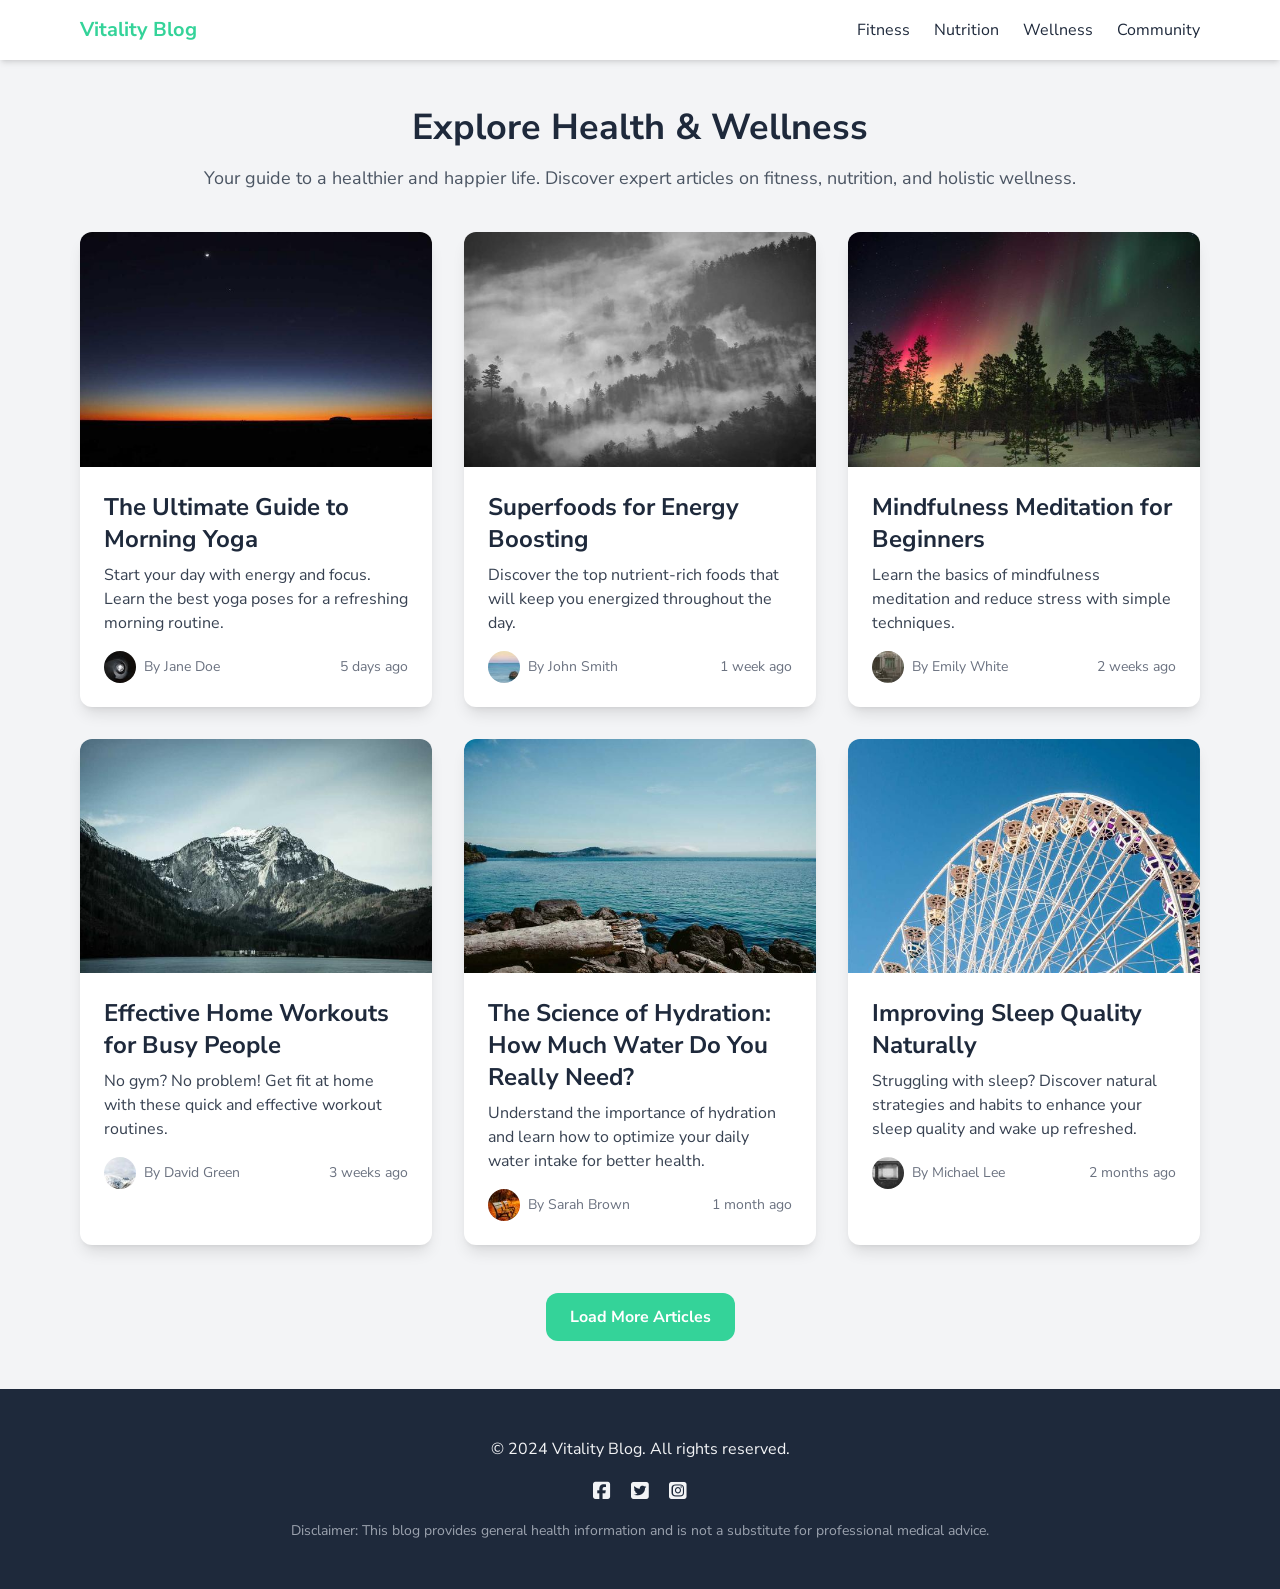 Vitality Blog
Fitness
Nutrition
Wellness
Community
Explore Health & Wellness
Your guide to a healthier and happier life. Discover expert articles on fitness, nutrition, and holistic wellness.
The Ultimate Guide to
Morning Yoga
Start your day with energy and focus.
Learn the best yoga poses for a refreshing
morning routine.
By Jane Doe
5 days ago
Superfoods for Energy
Boosting
Discover the top nutrient-rich foods that
will keep you energized throughout the
day.
By John Smith
1 week ago
Mindfulness Meditation for
Beginners
Learn the basics of mindfulness
meditation and reduce stress with simple
techniques.
By Emily White
2 weeks ago
Effective Home Workouts
for Busy People
No gym? No problem! Get fit at home
with these quick and effective workout
routines.
By David Green
3 weeks ago
The Science of Hydration:
How Much Water Do You
Really Need?
Understand the importance of hydration
and learn how to optimize your daily
water intake for better health.
By Sarah Brown
1 month ago
Improving Sleep Quality
Naturally
Struggling with sleep? Discover natural
strategies and habits to enhance your
sleep quality and wake up refreshed.
By Michael Lee
2 months ago
Load More Articles
© 2024 Vitality Blog. All rights reserved.
Disclaimer: This blog provides general health information and is not a substitute for professional medical advice.